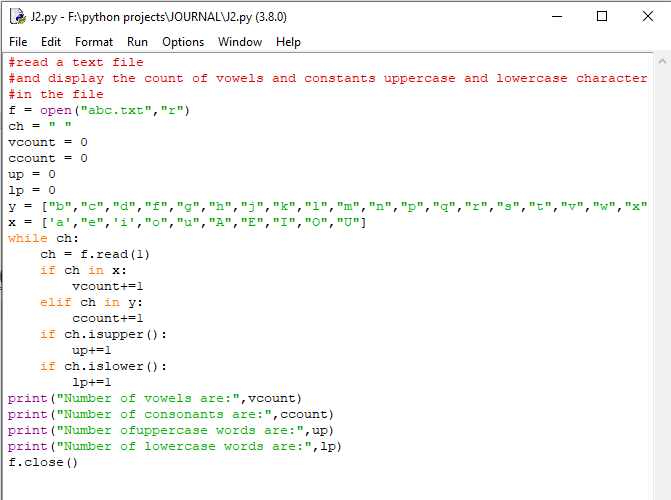 J2.py - F:\python projects\JOURNAL\J2.py (3.8.0)
File Edit Format Run Options Window Help
#read a text file
#and display the count of vowels and constants uppercase and lowercase character
#in the file
f = open("abc.txt","r")
ch = " "
vcount = 0
ccount = 0
up = 0
lp = 0
y = ["b","c","d","f","g","h","j","k","l","m","n","p","q","r","s","t","v","w","x"
x = ['a',"e",'i',"o","u","A","E","I","O","U"]
while ch:
    ch = f.read(1)
    if ch in x:
        vcount+=1
    elif ch in y:
        ccount+=1
    if ch.isupper():
        up+=1
    if ch.islower():
        lp+=1
print("Number of vowels are:",vcount)
print("Number of consonants are:",ccount)
print("Number ofuppercase words are:",up)
print("Number of lowercase words are:",lp)
f.close()